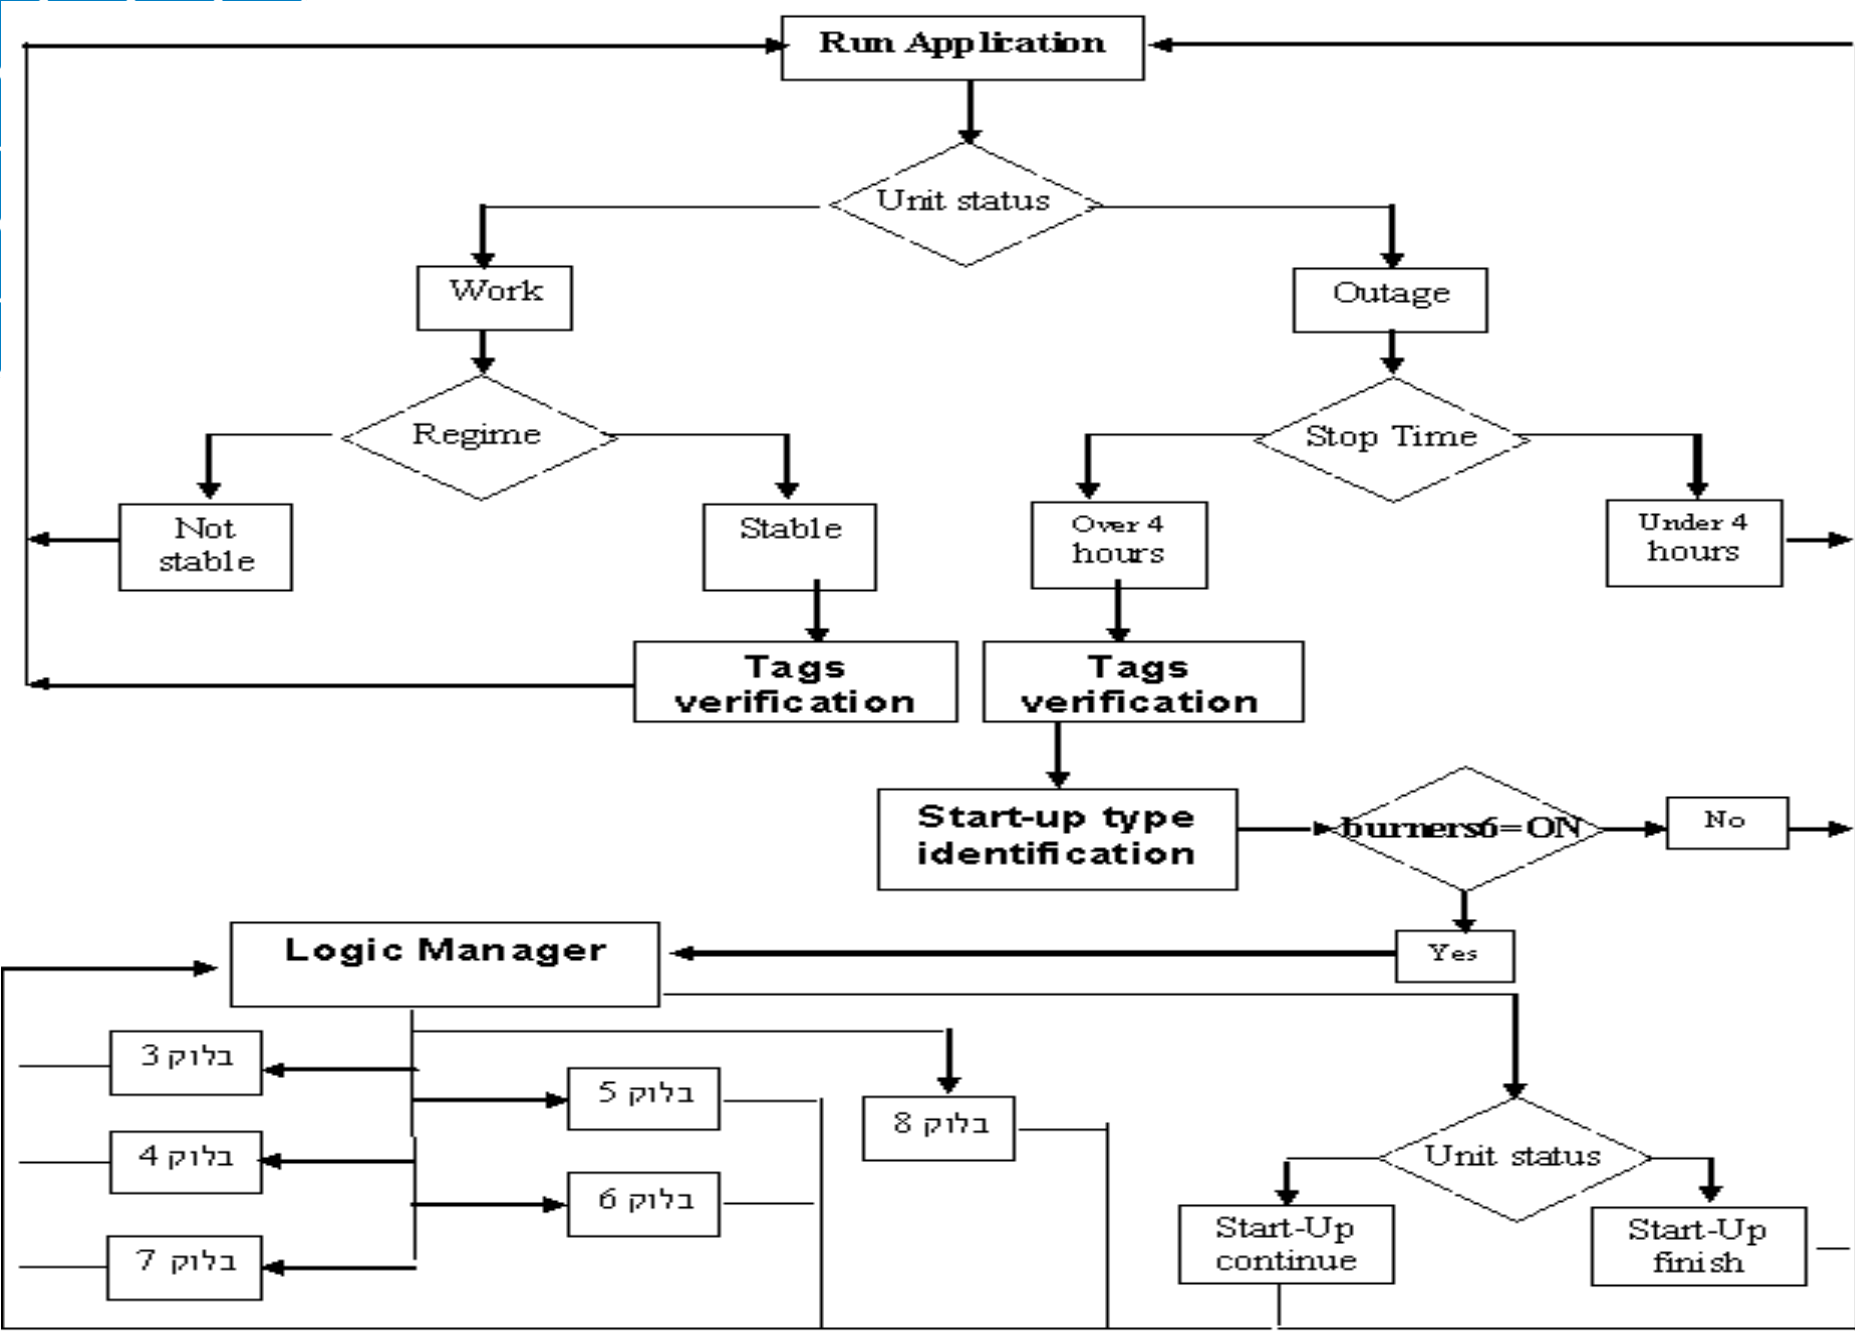 Run Application
Unit status
Work
Outage
Regime
Stop Time
Not
stable
Stable
Over 4
hours
Under 4
hours
Tags
verification
Tags
verification
Start-up type
identification
burners6=ON
No
Logic Manager
Yes
בלוק 3
בלוק 5
בלוק 8
בלוק 4
Unit status
בלוק 6
Start-Up
continue
Start-Up
finish
בלוק 7